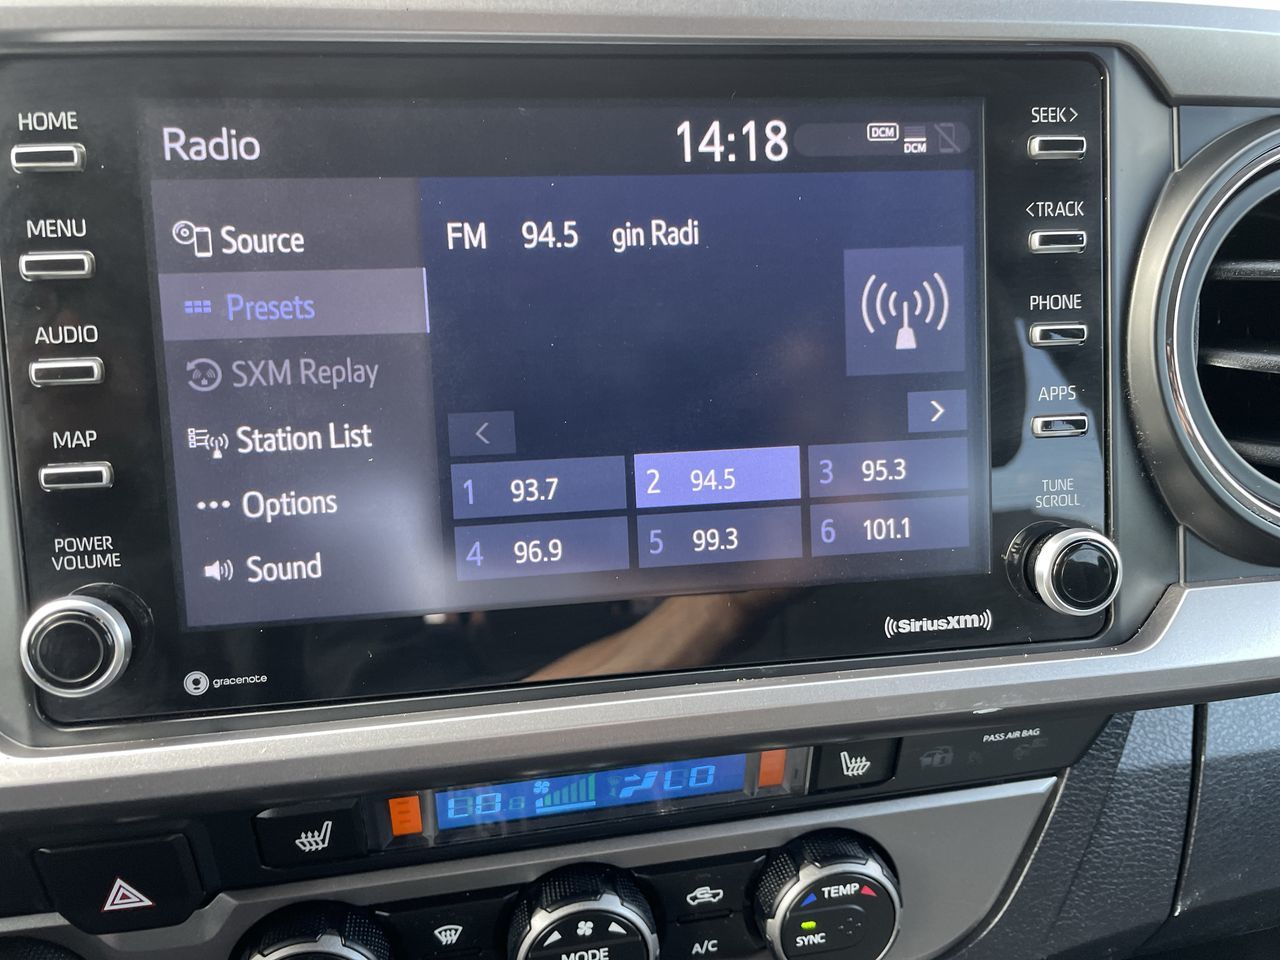 HOME
MENU
AUDIO
MAP
POWER
VOLUME
Radio
14:18
DCM
DCM
Source
Presets
SXM Replay
Station List
Options
Sound
FM 94.5 gin Radi
<
>
1 93.7
2 94.5
3 95.3
4 96.9
5 99.3
6 101.1
SEEK>
<TRACK
PHONE
APPS
TUNE
SCROLL
gracenote
((SiriusXM))
PASS AIR BAG
LO
MODE
A/C
TEMP
SYNC